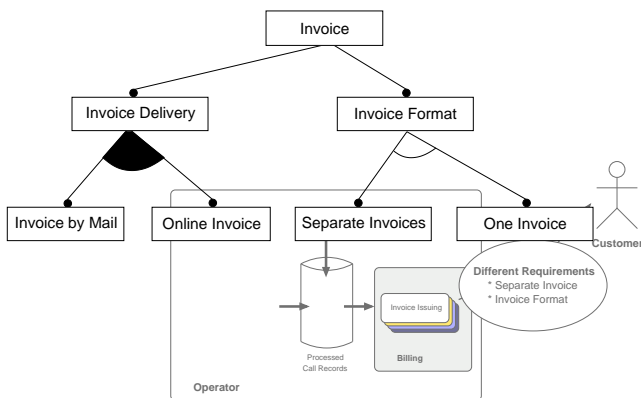 Invoice
Invoice Delivery
Invoice Format
Invoice by Mail
Online Invoice
Separate Invoices
One Invoice
Customer
Different Requirements
* Separate Invoice
* Invoice Format
Invoice Issuing
Processed
Call Records
Billing
Operator